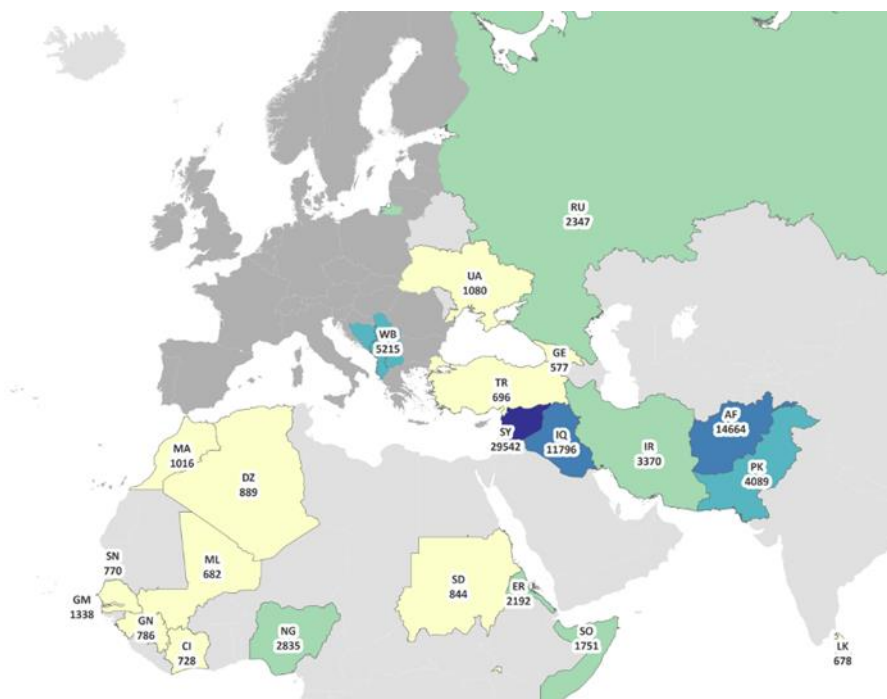 RU
2347
UA
1080
WB
5215
GE
577
TR
696
SY
29542
IQ
11796
IR
3370
AF
14664
PK
4089
MA
1016
DZ
889
ML
682
SN
770
GM
1338
GN
786
CI
728
NG
2835
SD
844
ER
2192
SO
1751
LK
678